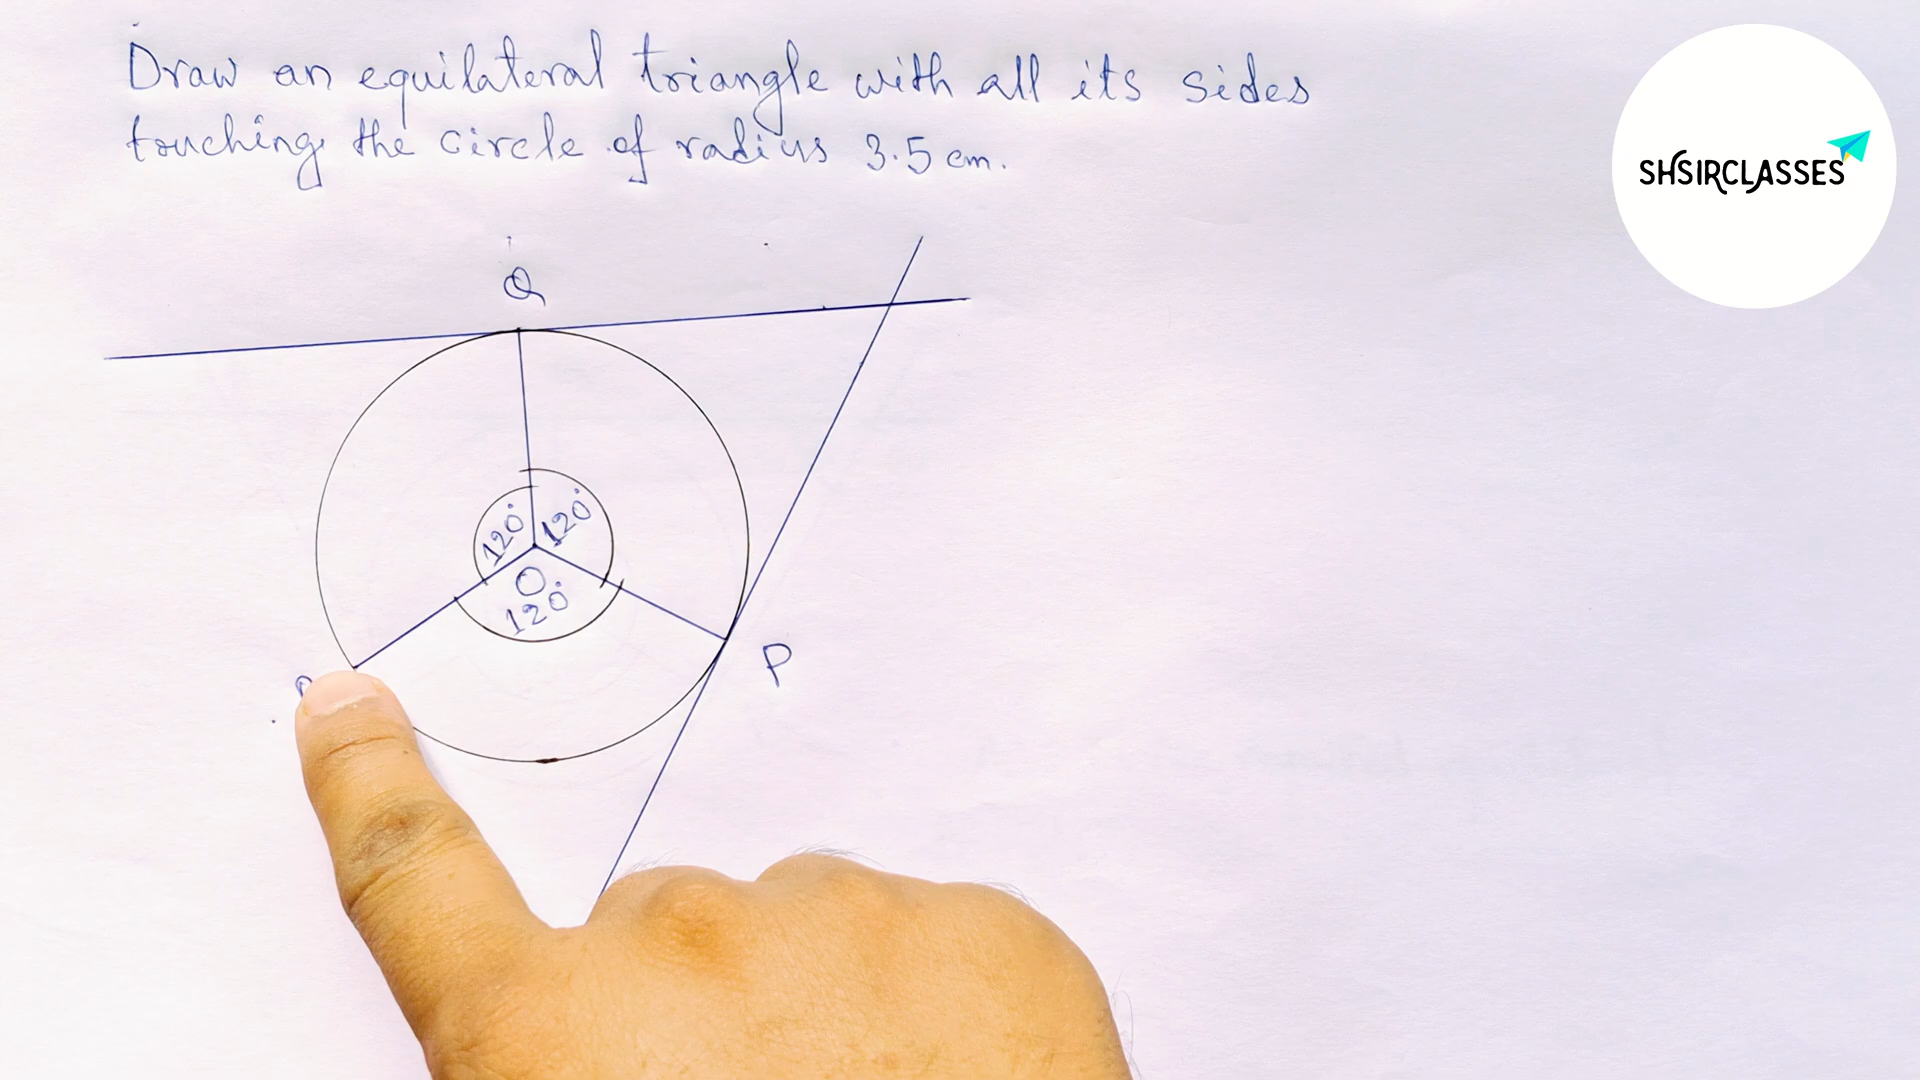 Draw an equilateral triangle with all its sides
touching the circle of radius 3.5 cm.
SHSIRCLASSES
Q
120°
120°
O
120°
P